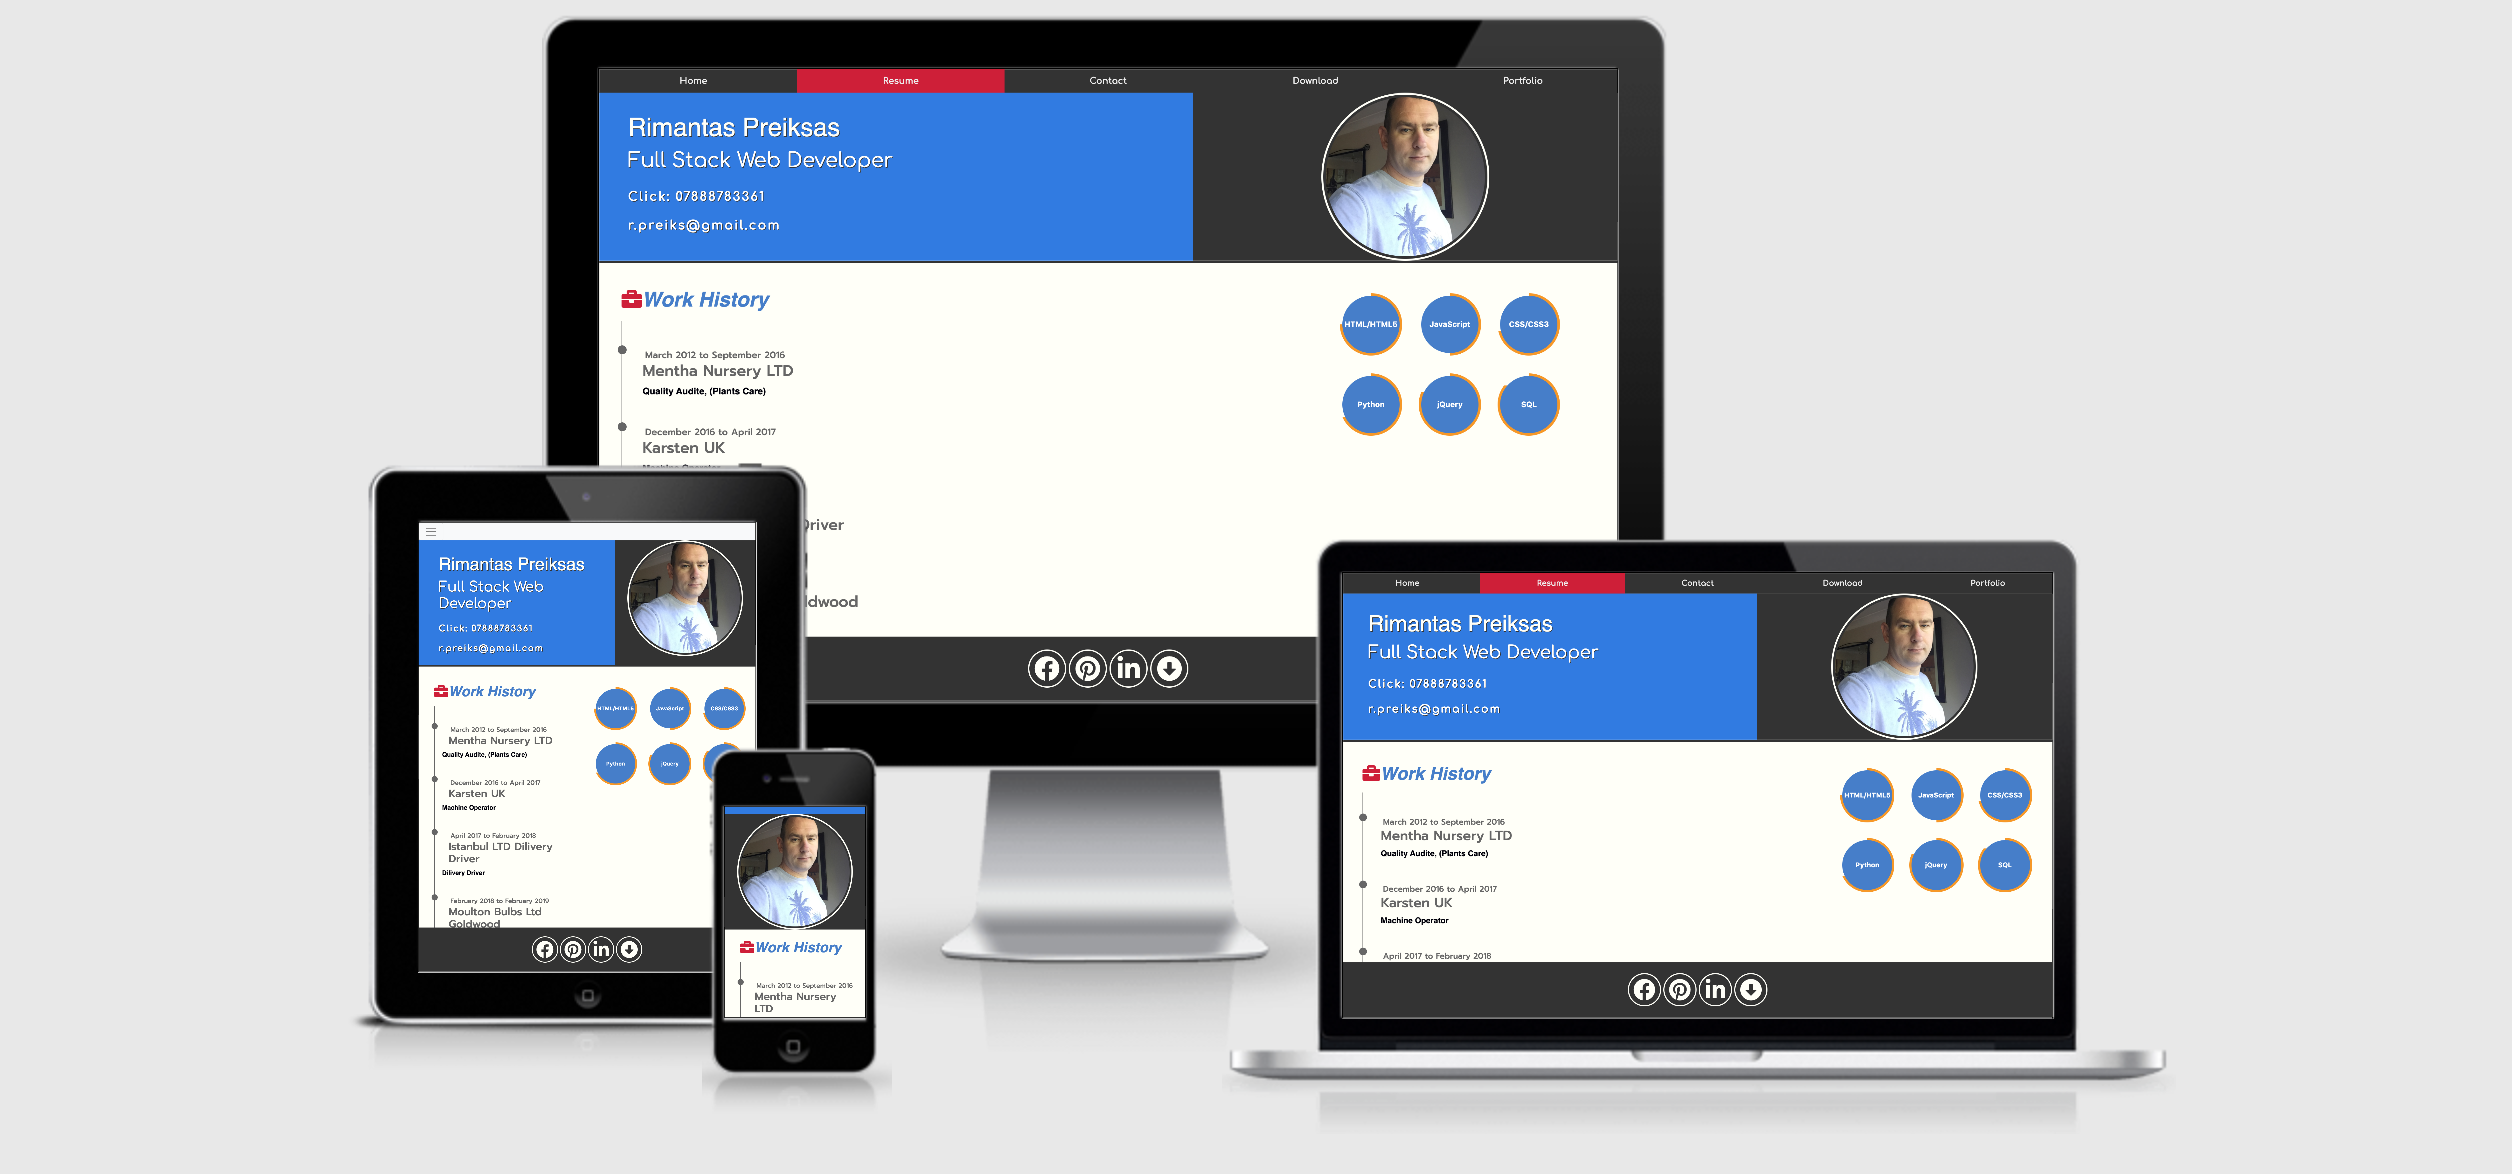 Home Resume Contact Download Portfolio
Rimantas Preiksas
Full Stack Web Developer
Click: 07888783361
r.preiks@gmail.com
Work History
HTML/HTML5 JavaScript CSS/CSS3
Python jQuery SQL
March 2012 to September 2016
Mentha Nursery LTD
Quality Audite, (Plants Care)
December 2016 to April 2017
Karsten UK
Driver
ldwood
Rimantas Preiksas
Full Stack Web
Developer
Click: 07888783361
r.preiks@gmail.com
Work History
HTML/HTML5 JavaScript CSS/CSS3
Python jQuery
March 2012 to September 2016
Mentha Nursery LTD
Quality Audite, (Plants Care)
December 2016 to April 2017
Karsten UK
Machine Operator
April 2017 to February 2018
Istanbul LTD Dilivery
Driver
Dilivery Driver
February 2018 to February 2019
Moulton Bulbs Ltd
Goldwood
Work History
March 2012 to September 2016
Mentha Nursery
LTD
Home Resume Contact Download Portfolio
Rimantas Preiksas
Full Stack Web Developer
Click: 07888783361
r.preiks@gmail.com
Work History
HTML/HTML5 JavaScript CSS/CSS3
Python jQuery SQL
March 2012 to September 2016
Mentha Nursery LTD
Quality Audite, (Plants Care)
December 2016 to April 2017
Karsten UK
Machine Operator
April 2017 to February 2018